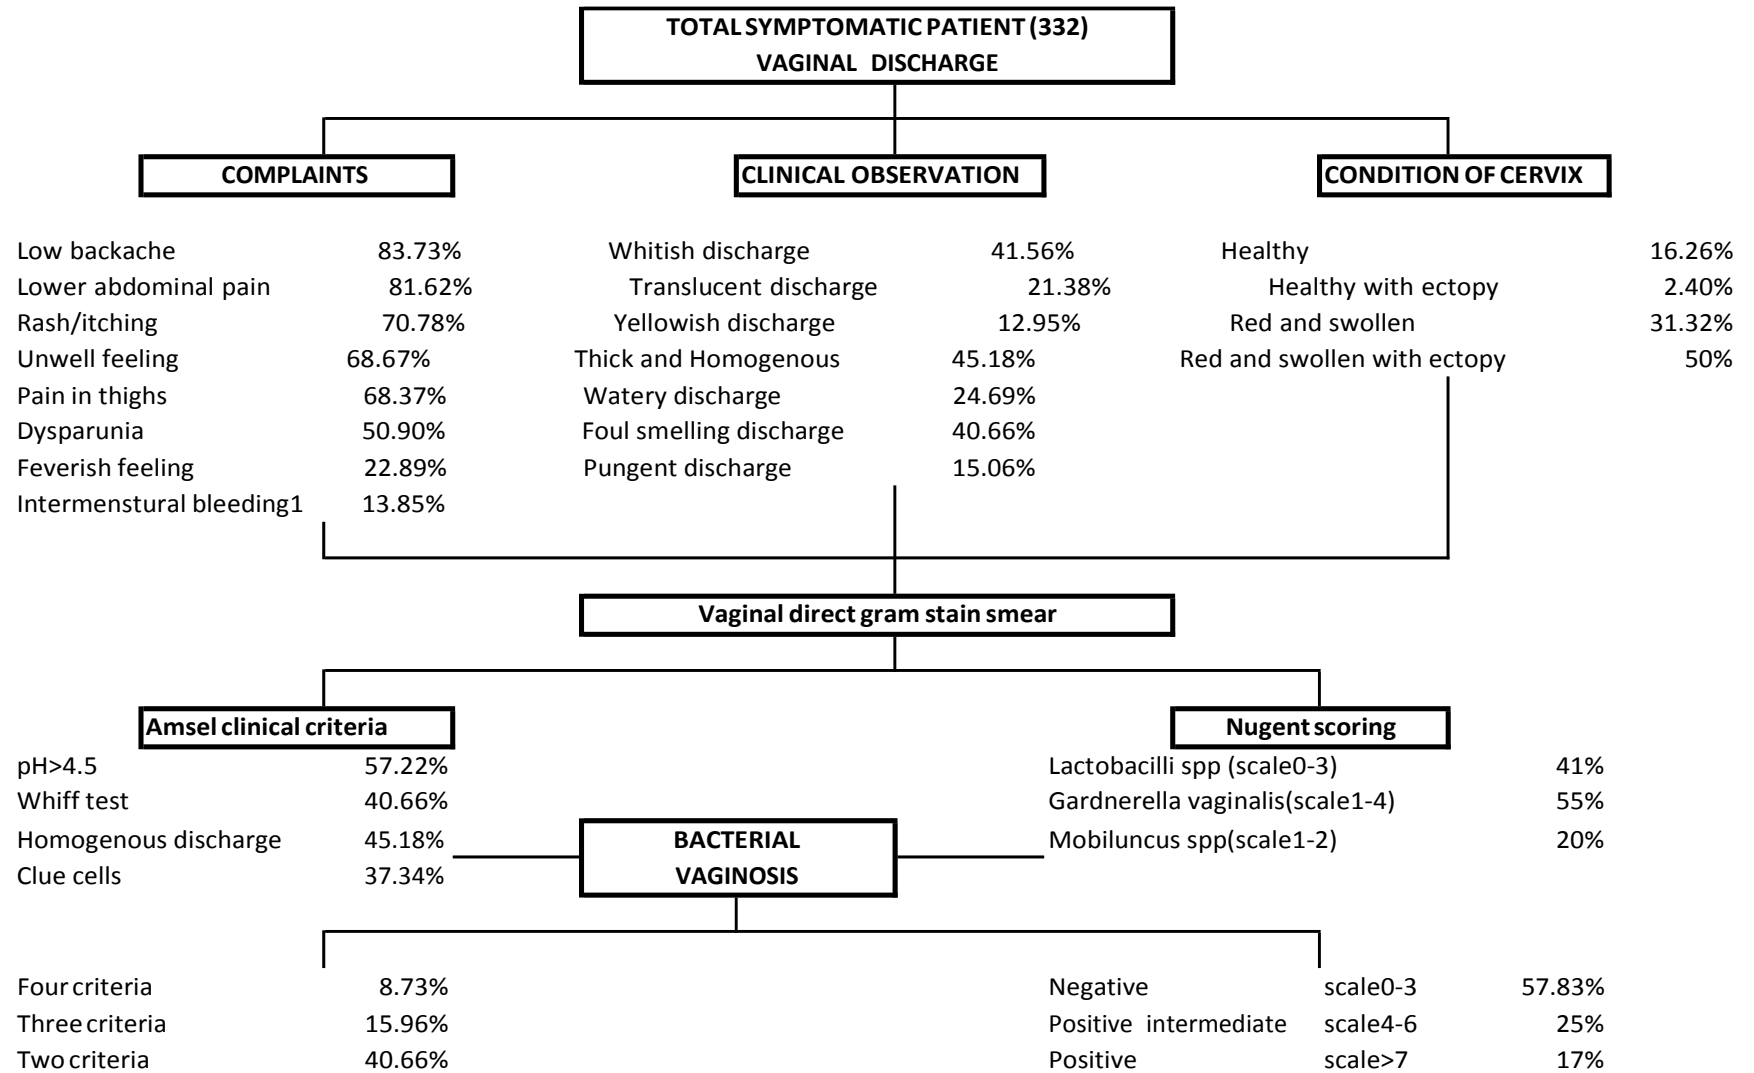 TOTAL SYMPTOMATIC PATIENT (332)
VAGINAL DISCHARGE
COMPLAINTS
Low backache 83.73%
Lower abdominal pain 81.62%
Rash/itching 70.78%
Unwell feeling 68.67%
Pain in thighs 68.37%
Dysparunia 50.90%
Feverish feeling 22.89%
Intermenstural bleeding1 13.85%
CLINICAL OBSERVATION
Whitish discharge 41.56%
Translucent discharge 21.38%
Yellowish discharge 12.95%
Thick and Homogenous 45.18%
Watery discharge 24.69%
Foul smelling discharge 40.66%
Pungent discharge 15.06%
CONDITION OF CERVIX
Healthy 16.26%
Healthy with ectopy 2.40%
Red and swollen 31.32%
Red and swollen with ectopy 50%
Vaginal direct gram stain smear
Amsel clinical criteria
pH>4.5 57.22%
Whiff test 40.66%
Homogenous discharge 45.18%
Clue cells 37.34%
Nugent scoring
Lactobacilli spp (scale0-3) 41%
Gardnerella vaginalis(scale1-4) 55%
Mobiluncus spp(scale1-2) 20%
BACTERIAL
VAGINOSIS
Four criteria 8.73%
Three criteria 15.96%
Two criteria 40.66%
Negative scale0-3 57.83%
Positive intermediate scale4-6 25%
Positive scale>7 17%